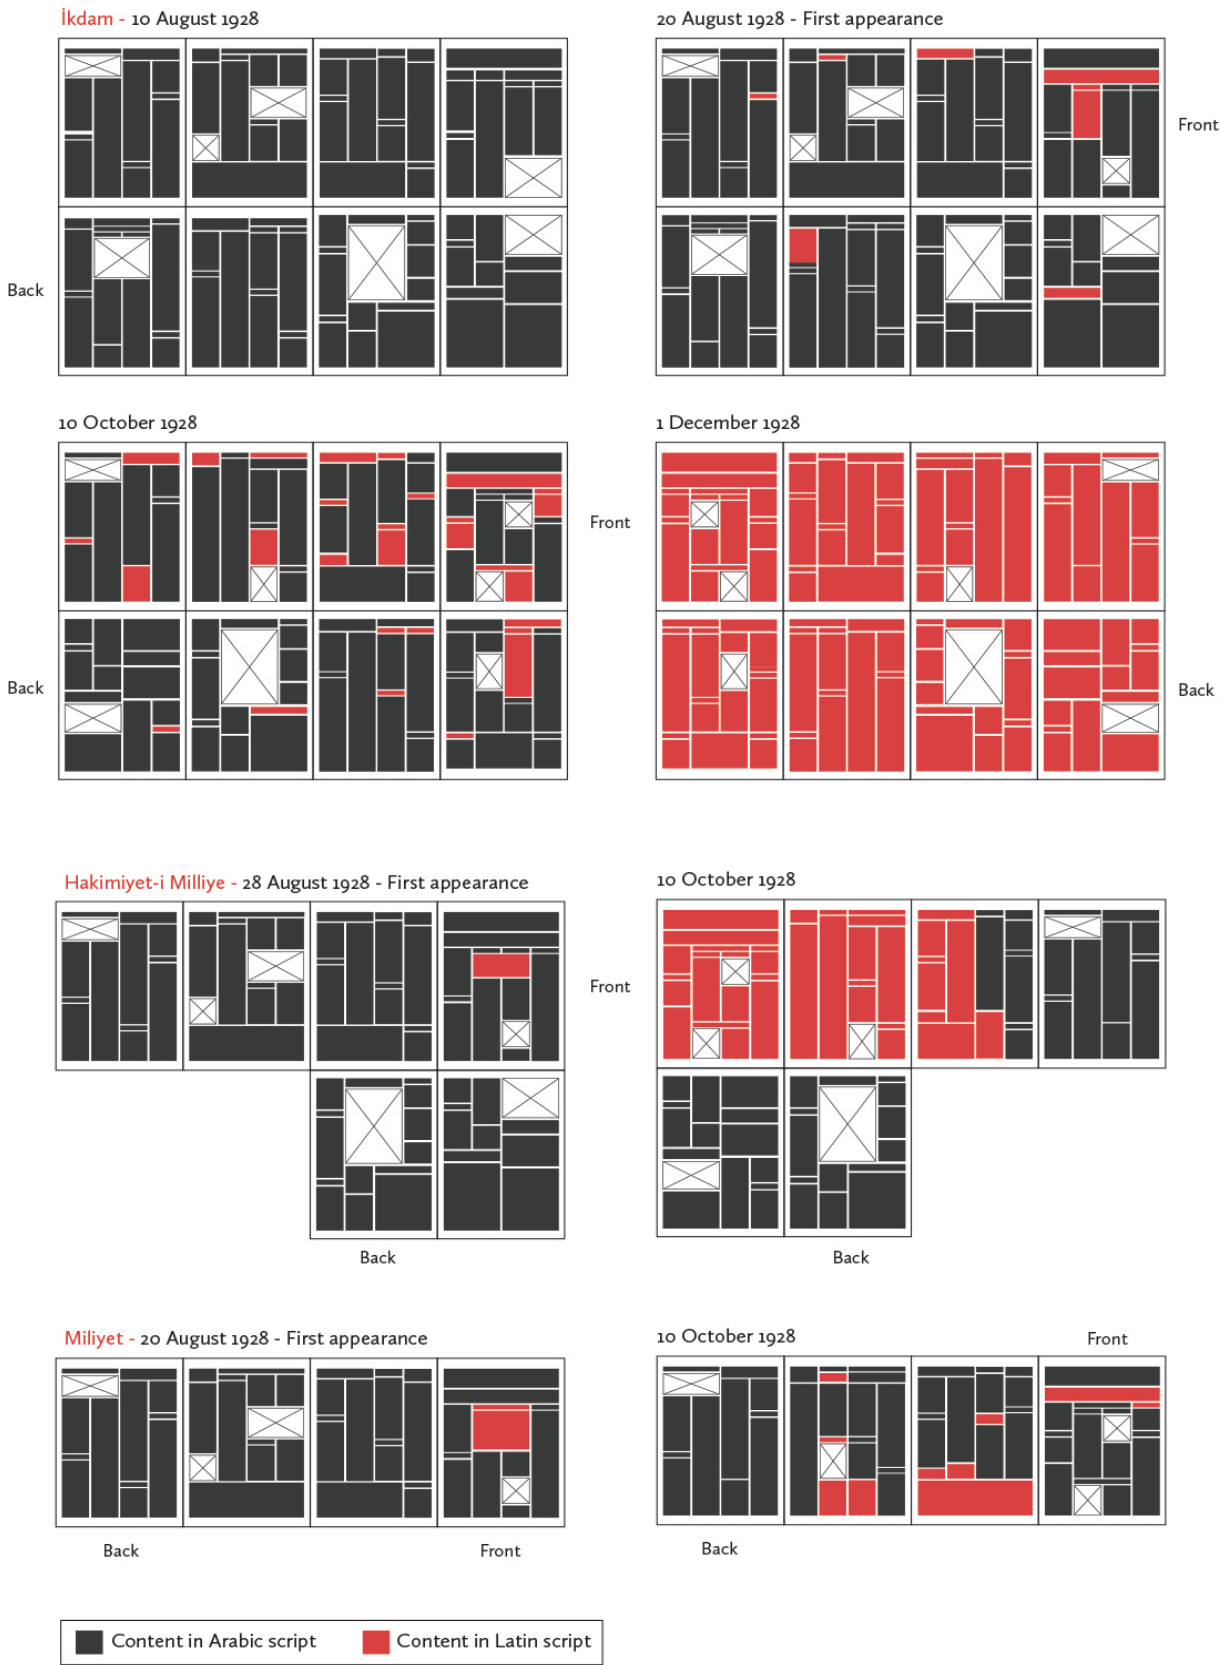 İkdam - 10 August 1928
20 August 1928 - First appearance
Front
Back
10 October 1928
1 December 1928
Front
Back
Back
Hakimiyet-i Milliye - 28 August 1928 - First appearance
10 October 1928
Front
Back
Back
Miliyet - 20 August 1928 - First appearance
10 October 1928
Front
Back
Front
Back
Content in Arabic script
Content in Latin script